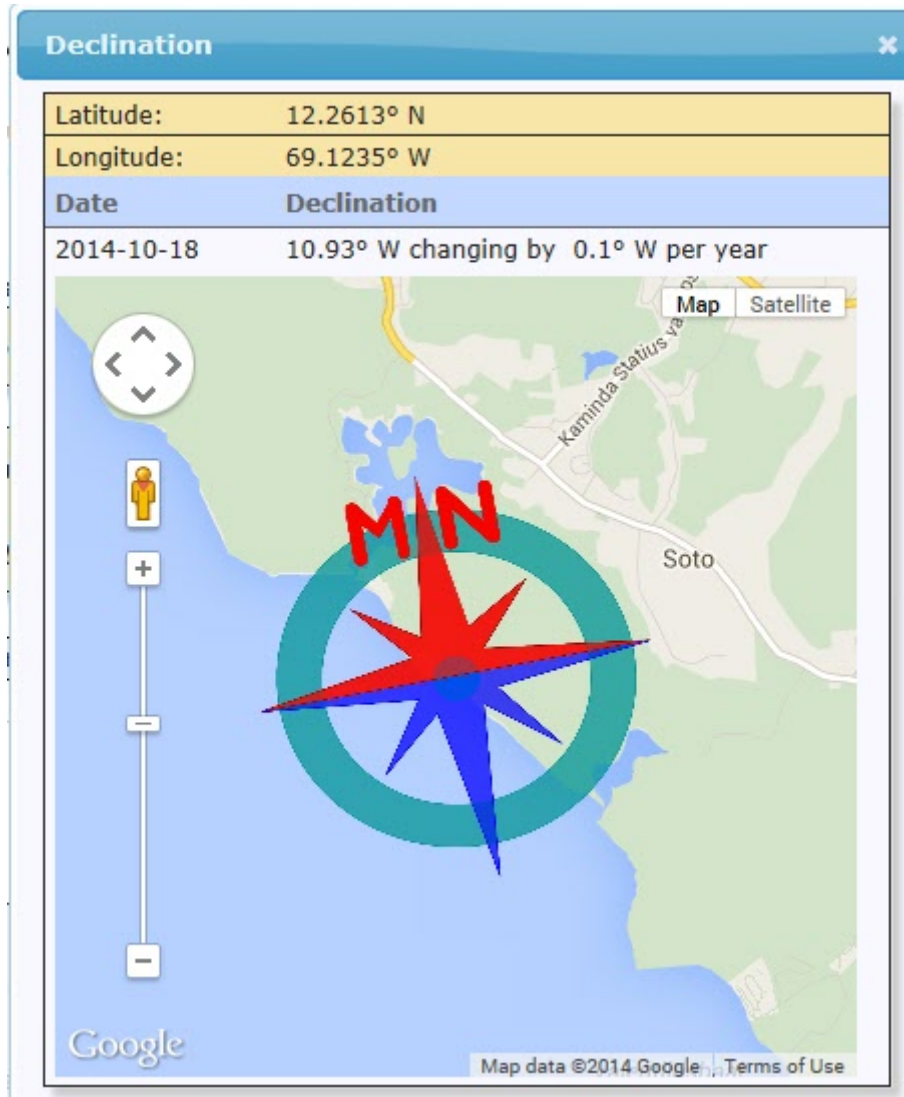 Declination
Latitude: 12.2613° N
Longitude: 69.1235° W
Date Declination
2014-10-18 10.93° W changing by 0.1° W per year
Map Satellite
Kaminda Statius
M N
Soto
Google
Map data ©2014 Google Terms of Use